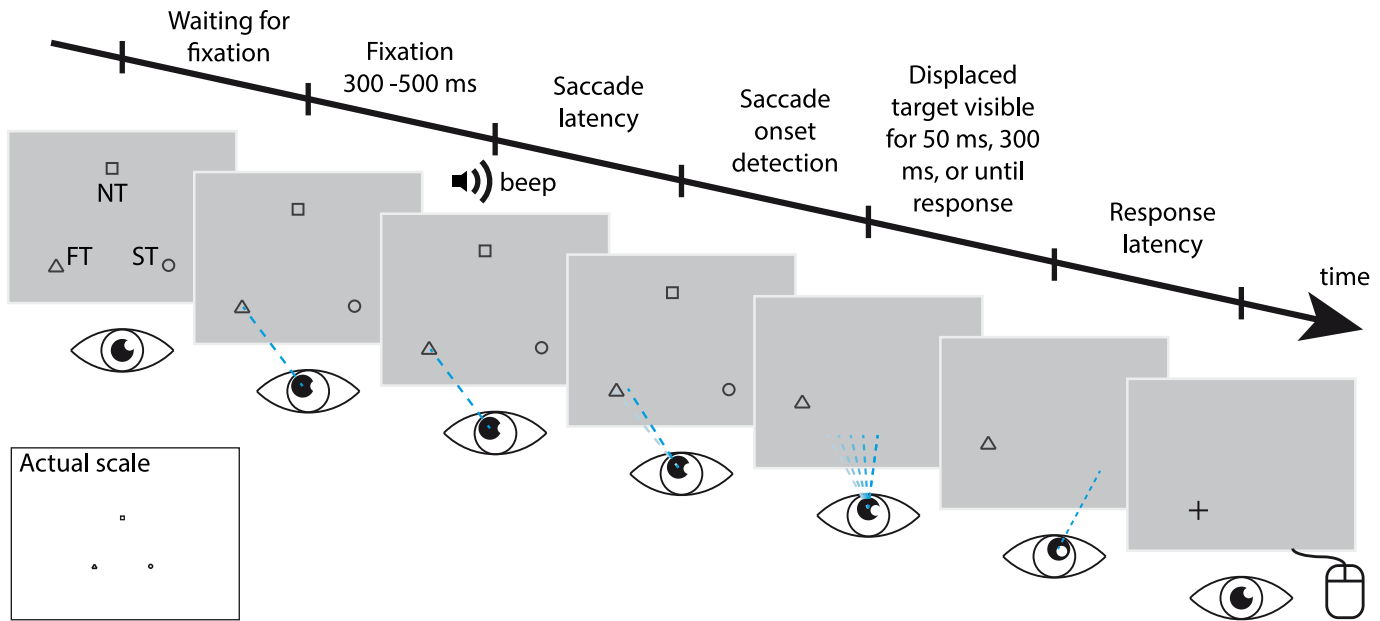 Waiting for
fixation
Fixation
300 -500 ms
Saccade
latency
Saccade
onset
detection
Displaced
target visible
for 50 ms, 300
ms, or until
response
Response
latency
time
beep
NT
FT
ST
Actual scale